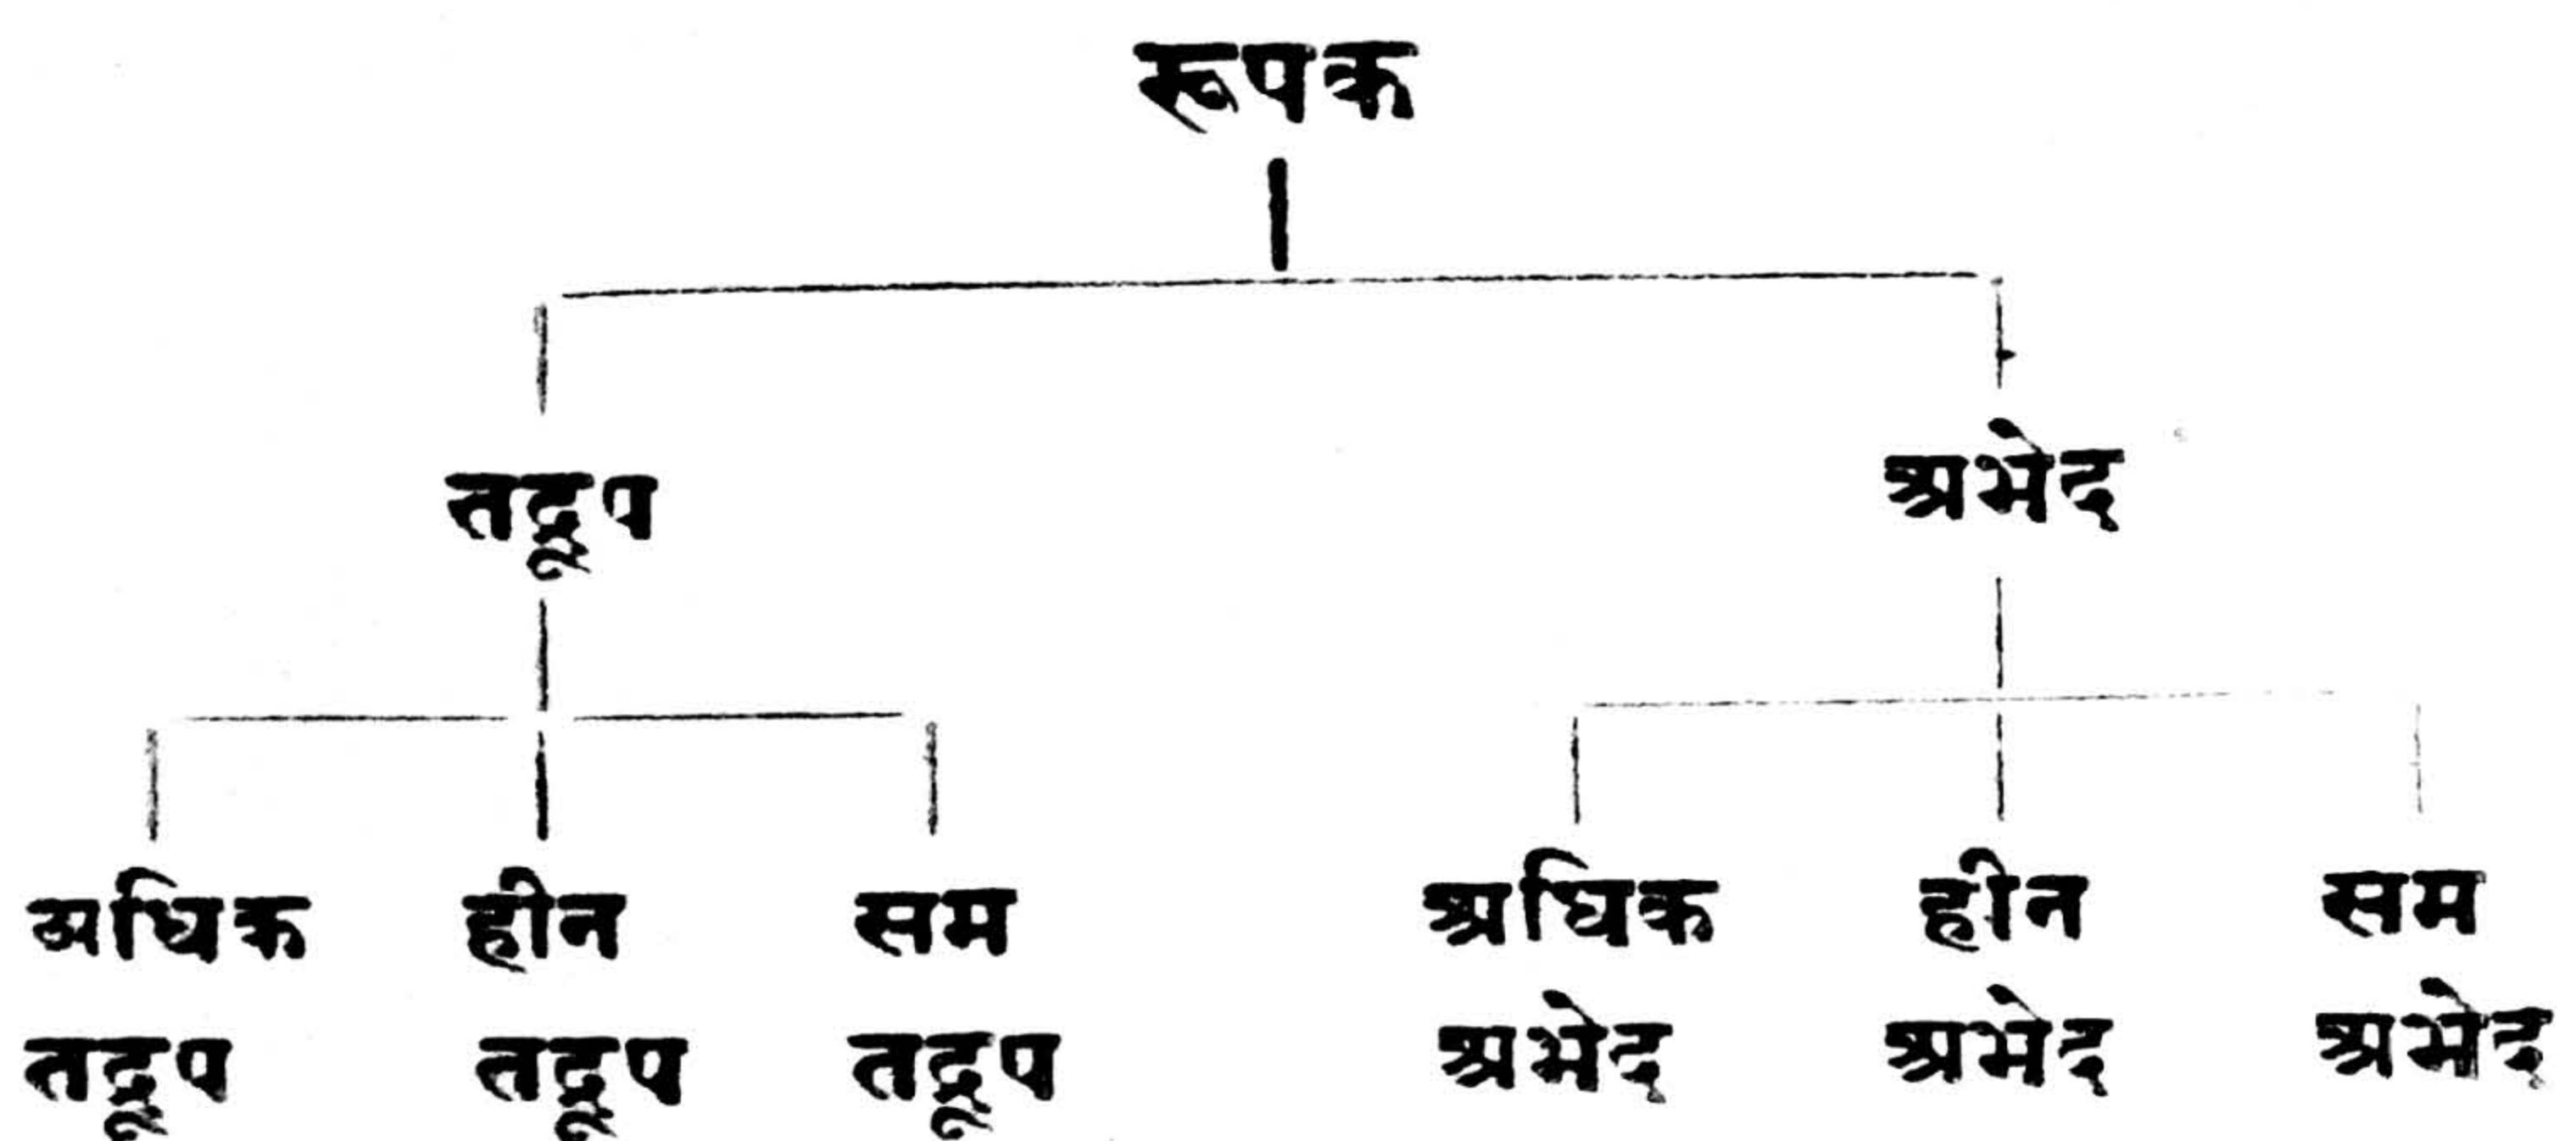 रूपक
तद्रूप अभेद
अधिक हीन सम अधिक हीन सम
तद्रूप तद्रूप तद्रूप अभेद अभेद अभेद